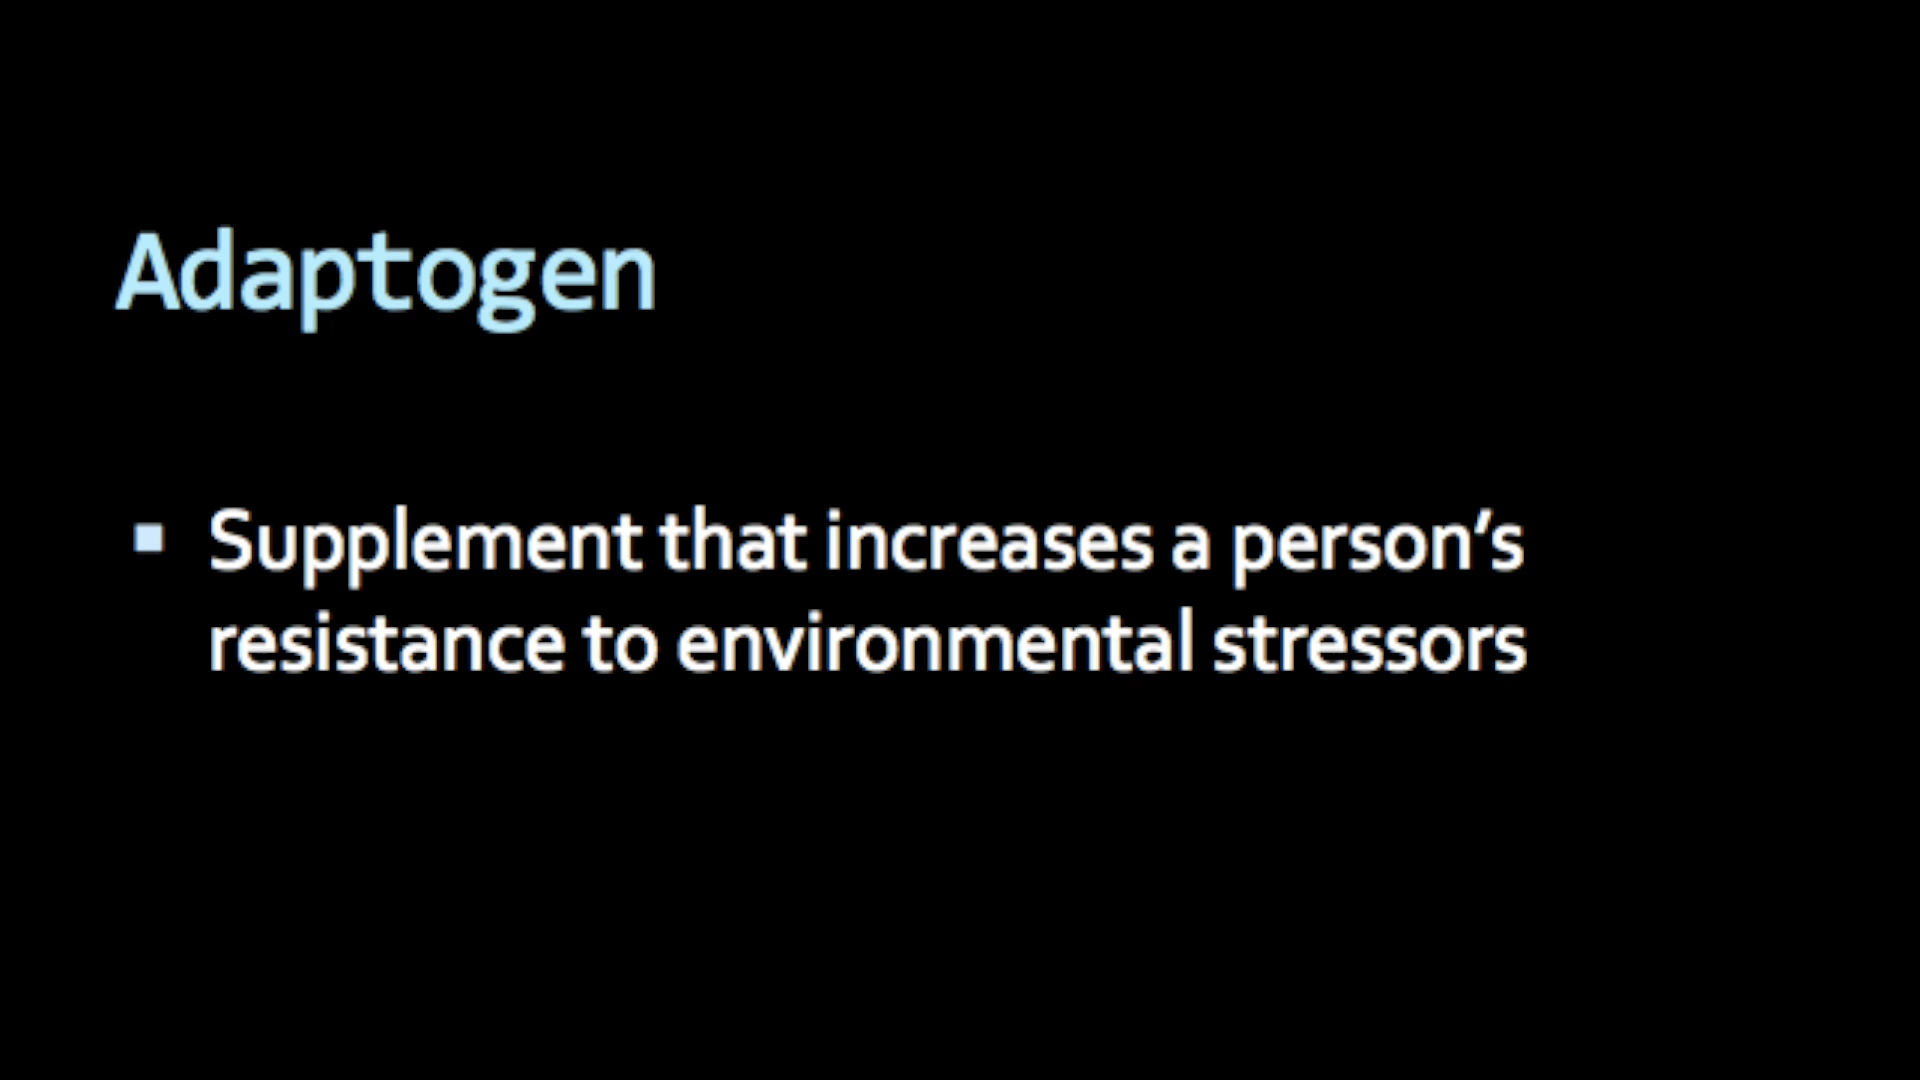 Adaptogen
▪ Supplement that increases a person’s
resistance to environmental stressors